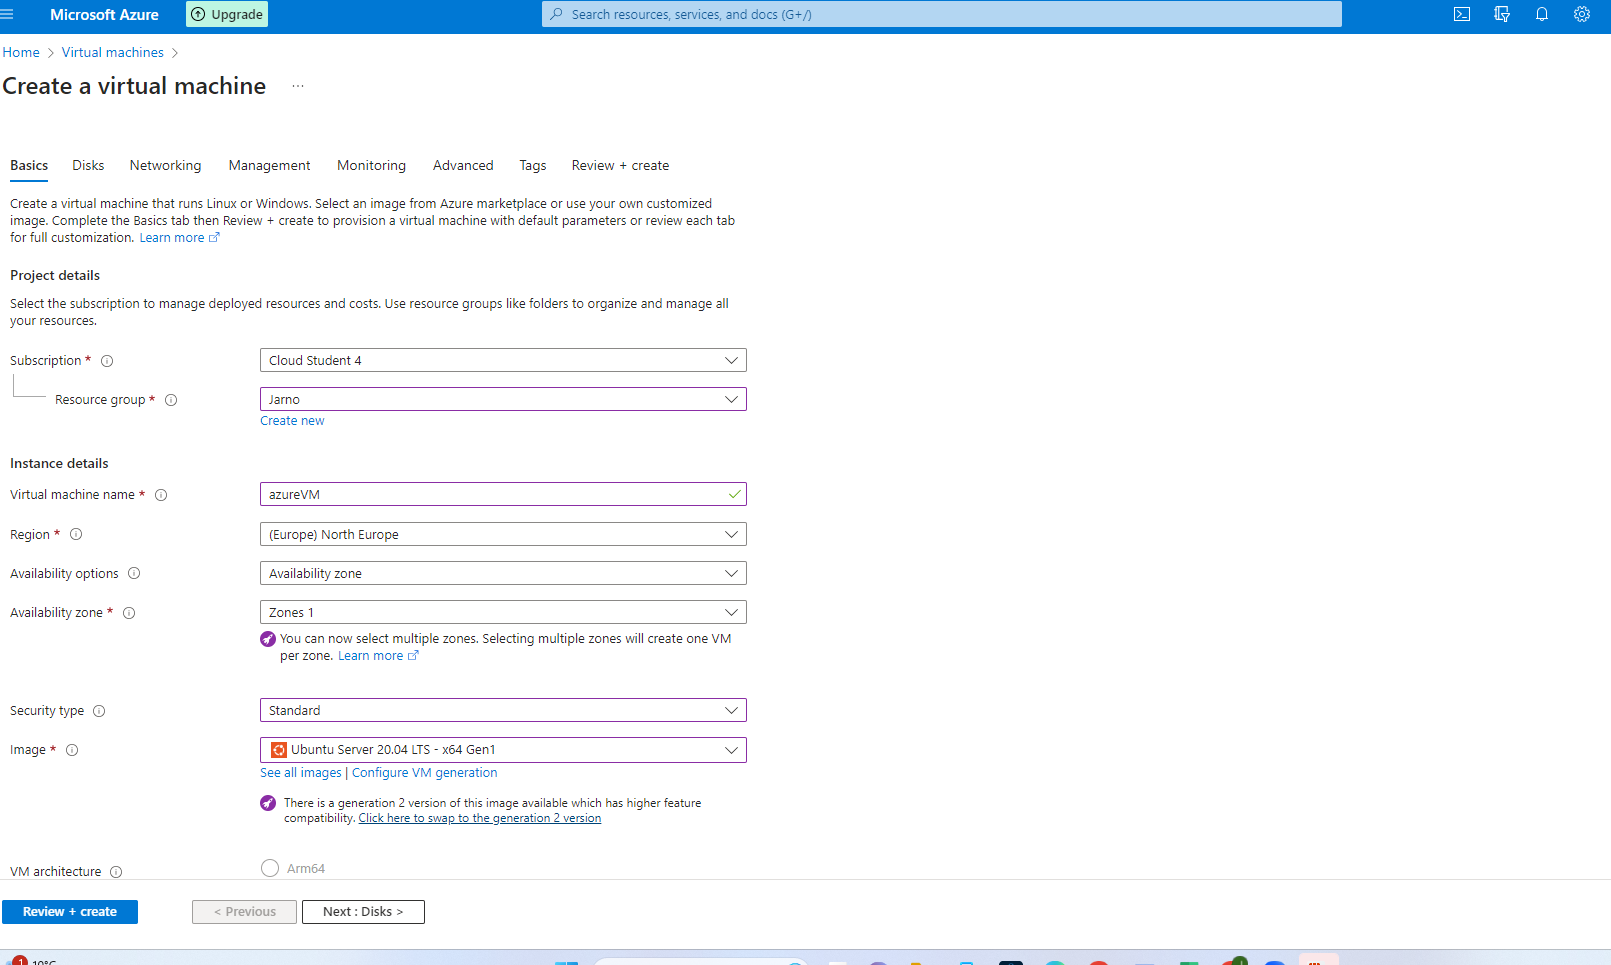 Microsoft Azure
Upgrade
Search resources, services, and docs (G+/)
Home > Virtual machines >
Create a virtual machine ...
Basics Disks Networking Management Monitoring Advanced Tags Review + create
Create a virtual machine that runs Linux or Windows. Select an image from Azure marketplace or use your own customized
image. Complete the Basics tab then Review + create to provision a virtual machine with default parameters or review each tab
for full customization. Learn more
Project details
Select the subscription to manage deployed resources and costs. Use resource groups like folders to organize and manage all
your resources.
Subscription *
Cloud Student 4
Resource group *
Jarno
Create new
Instance details
Virtual machine name *
azureVM
Region *
(Europe) North Europe
Availability options
Availability zone
Availability zone *
Zones 1
You can now select multiple zones. Selecting multiple zones will create one VM
per zone. Learn more
Security type
Standard
Image *
Ubuntu Server 20.04 LTS - x64 Gen1
See all images | Configure VM generation
There is a generation 2 version of this image available which has higher feature
compatibility. Click here to swap to the generation 2 version
VM architecture
Arm64
Review + create
< Previous
Next : Disks >
1